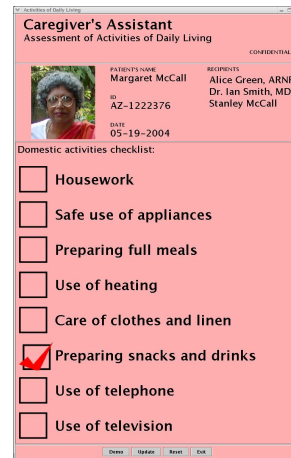 Activities of Daily Living
Caregiver's Assistant
Assessment of Activities of Daily Living
CONFIDENTIAL
PATIENT'S NAME
Margaret McCall
ID
AZ-1222376
DATE
05-19-2004
RECIPIENTS
Alice Green, ARNP
Dr. Ian Smith, MD
Stanley McCall
Domestic activities checklist:
Housework
Safe use of appliances
Preparing full meals
Use of heating
Care of clothes and linen
Preparing snacks and drinks
Use of telephone
Use of television
Demo Update Reset Exit